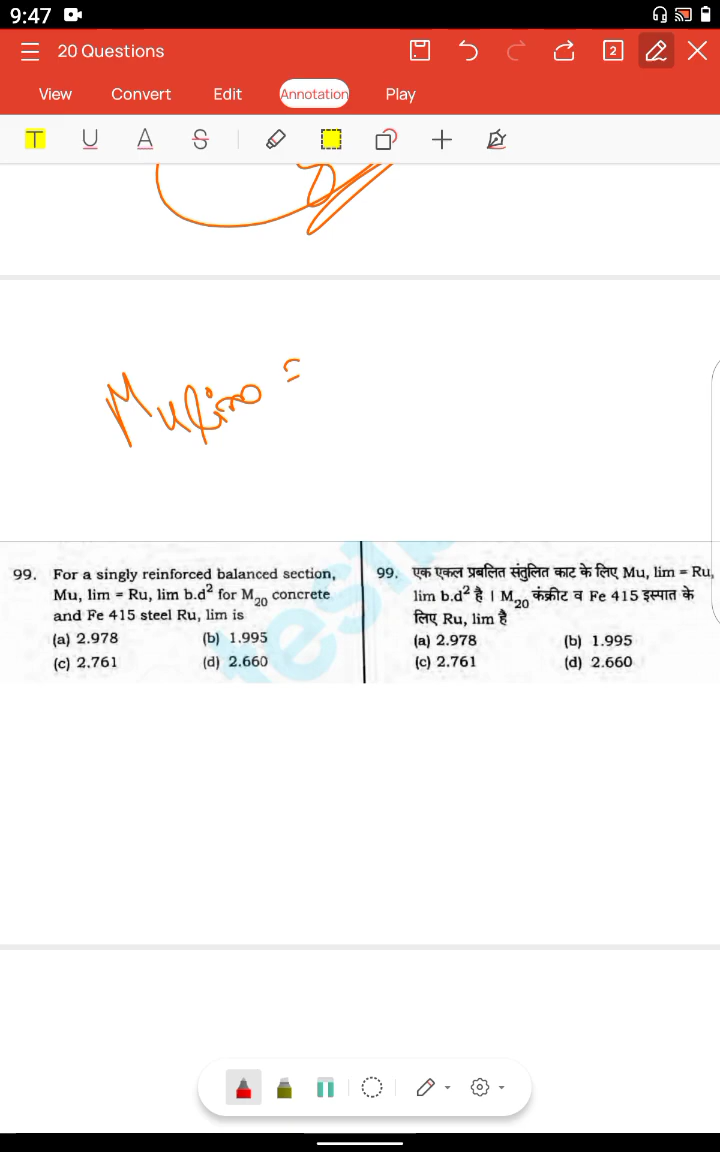 9:47
20 Questions
2
View Convert Edit Annotation Play
T U A S
Mulim =
99. For a singly reinforced balanced section,
Mu, lim = Ru, lim b.d² for M₂₀ concrete
and Fe 415 steel Ru, lim is
(a) 2.978 (b) 1.995
(c) 2.761 (d) 2.660
99. एक एकल प्रबलित संतुलित काट के लिए Mu, lim = Ru,
lim b.d² है । M₂₀ कंक्रीट व Fe 415 इस्पात के
लिए Ru, lim है
(a) 2.978 (b) 1.995
(c) 2.761 (d) 2.660